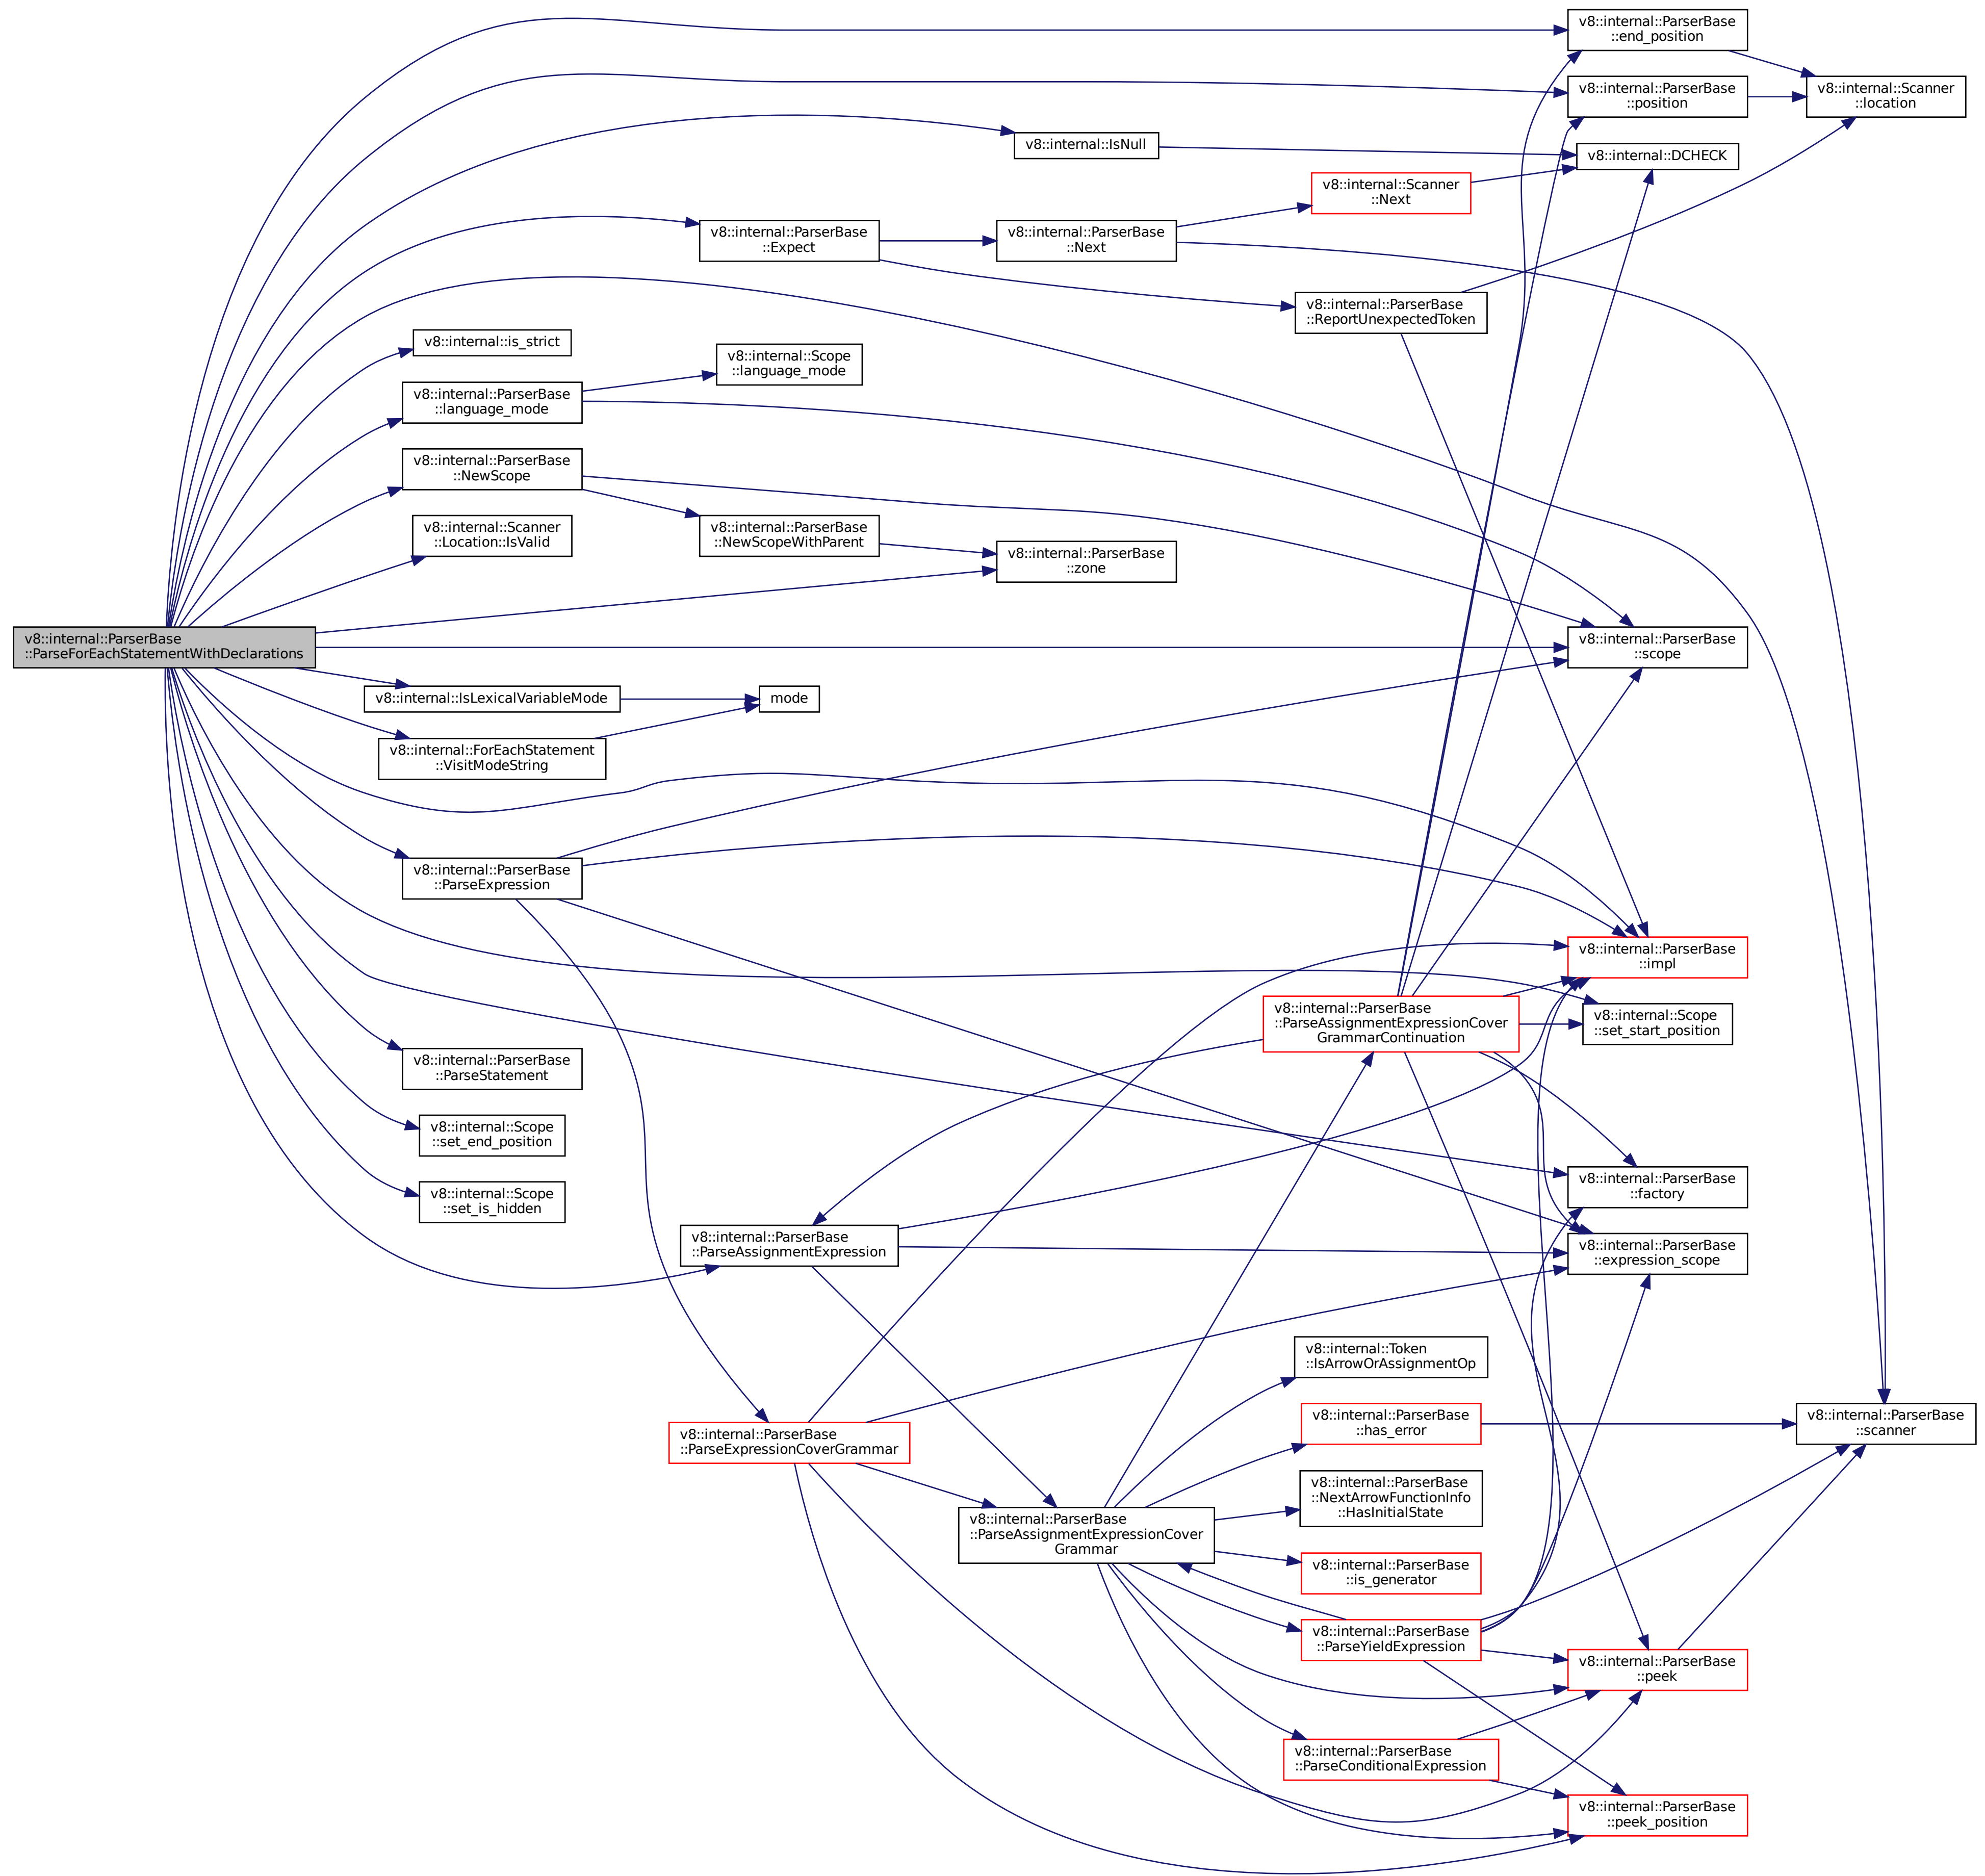 v8::internal::ParserBase
::end_position
v8::internal::ParserBase
::position
v8::internal::Scanner
::location
v8::internal::IsNull
v8::internal::DCHECK
v8::internal::Scanner
::Next
v8::internal::ParserBase
::Expect
v8::internal::ParserBase
::Next
v8::internal::ParserBase
::ReportUnexpectedToken
v8::internal::is_strict
v8::internal::Scope
::language_mode
v8::internal::ParserBase
::language_mode
v8::internal::ParserBase
::NewScope
v8::internal::Scanner
::Location::IsValid
v8::internal::ParserBase
::NewScopeWithParent
v8::internal::ParserBase
::zone
v8::internal::ParserBase
::ParseForEachStatementWithDeclarations
v8::internal::ParserBase
::scope
v8::internal::IsLexicalVariableMode
mode
v8::internal::ForEachStatement
::VisitModeString
v8::internal::ParserBase
::ParseExpression
v8::internal::ParserBase
::impl
v8::internal::ParserBase
::ParseAssignmentExpressionCover
GrammarContinuation
v8::internal::Scope
::set_start_position
v8::internal::ParserBase
::ParseStatement
v8::internal::Scope
::set_end_position
v8::internal::Scope
::set_is_hidden
v8::internal::ParserBase
::factory
v8::internal::ParserBase
::ParseAssignmentExpression
v8::internal::ParserBase
::expression_scope
v8::internal::Token
::IsArrowOrAssignmentOp
v8::internal::ParserBase
::ParseExpressionCoverGrammar
v8::internal::ParserBase
::has_error
v8::internal::ParserBase
::scanner
v8::internal::ParserBase
::NextArrowFunctionInfo
::HasInitialState
v8::internal::ParserBase
::ParseAssignmentExpressionCover
Grammar
v8::internal::ParserBase
::is_generator
v8::internal::ParserBase
::ParseYieldExpression
v8::internal::ParserBase
::peek
v8::internal::ParserBase
::ParseConditionalExpression
v8::internal::ParserBase
::peek_position